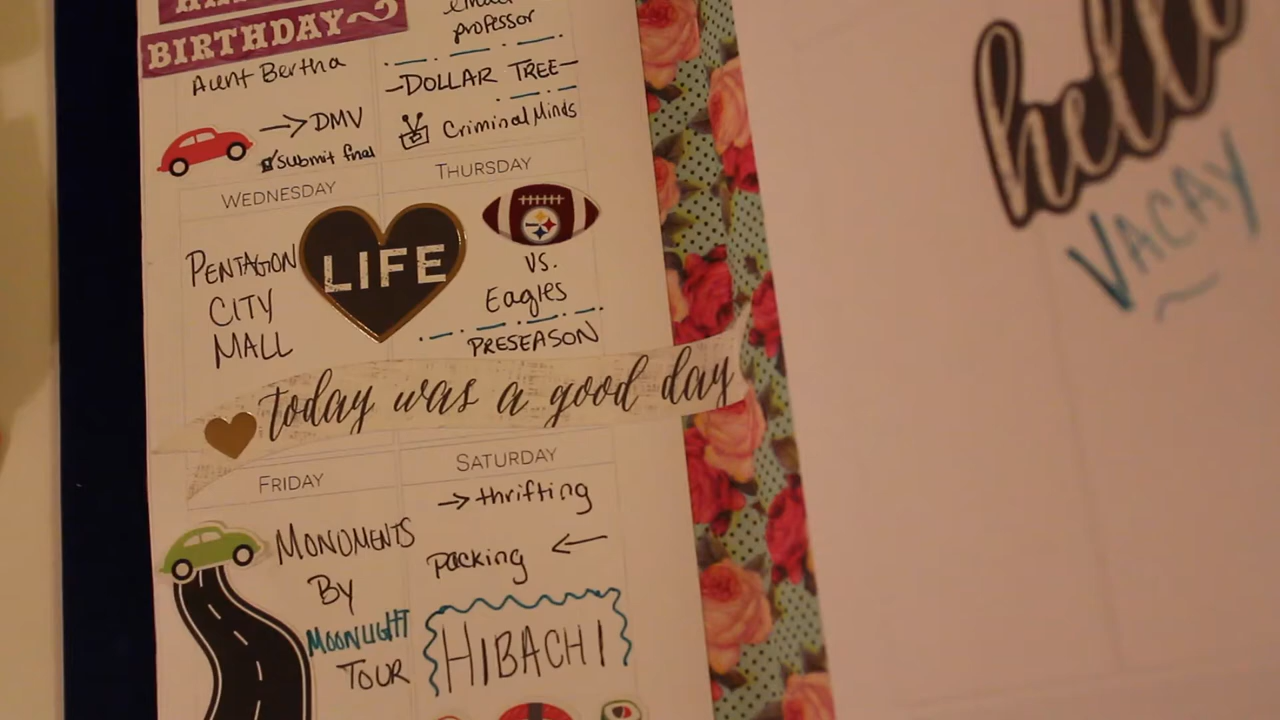 BIRTHDAY
Aunt Bertha
→ DMV
submit final
professor
-DOLLAR TREE-
Criminal Minds
WEDNESDAY
PENTAGON
CITY
MALL
LIFE
THURSDAY
VS.
Eagles
PRESEASON
today was a good day
FRIDAY
MONUMENTS
BY
MOONLIGHT
TOUR
SATURDAY
→ thrifting
packing ←
HIBACHI
hello
VACAY